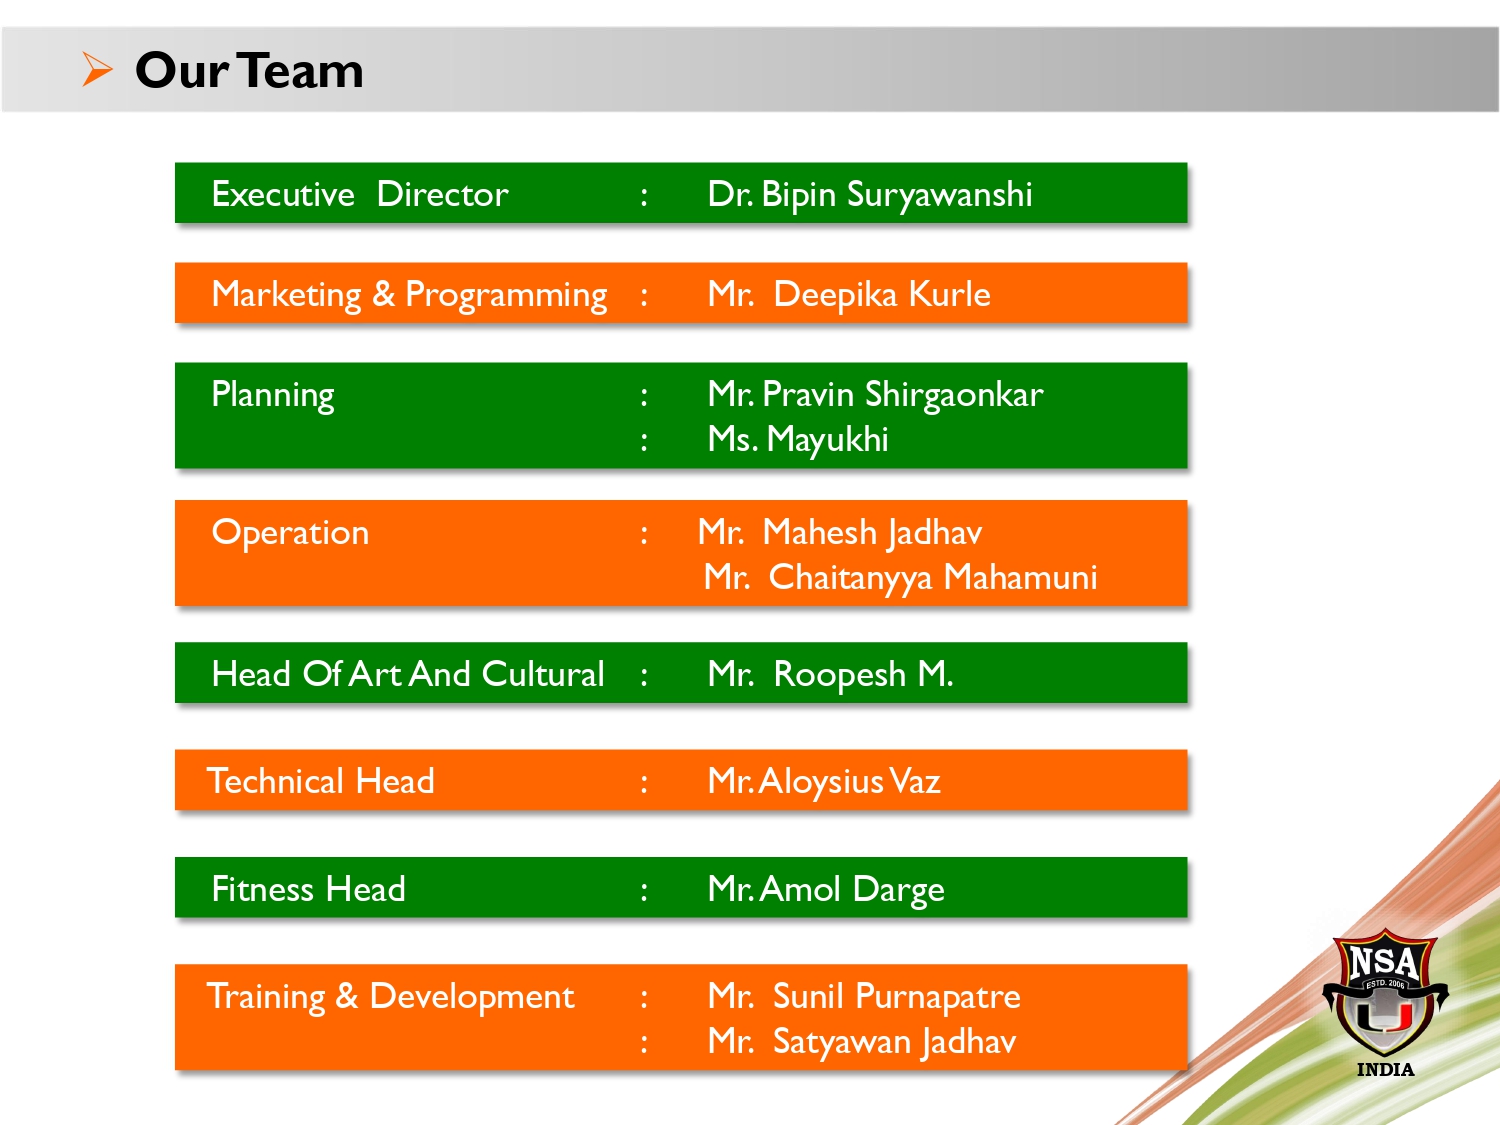 Our Team
Executive Director : Dr. Bipin Suryawanshi
Marketing & Programming : Mr. Deepika Kurle
Planning : Mr. Pravin Shirgaonkar
: Ms. Mayukhi
Operation : Mr. Mahesh Jadhav
Mr. Chaitanyya Mahamuni
Head Of Art And Cultural : Mr. Roopesh M.
Technical Head : Mr. Aloysius Vaz
Fitness Head : Mr. Amol Darge
Training & Development : Mr. Sunil Purnapatre
: Mr. Satyawan Jadhav
NSA
ESTD. 2006
INDIA